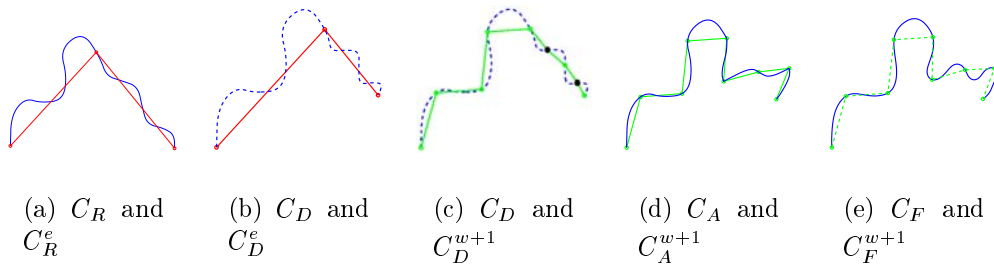 (a) C_R and
C_R^e
(b) C_D and
C_D^e
(c) C_D and
C_D^{w+1}
(d) C_A and
C_A^{w+1}
(e) C_F and
C_F^{w+1}